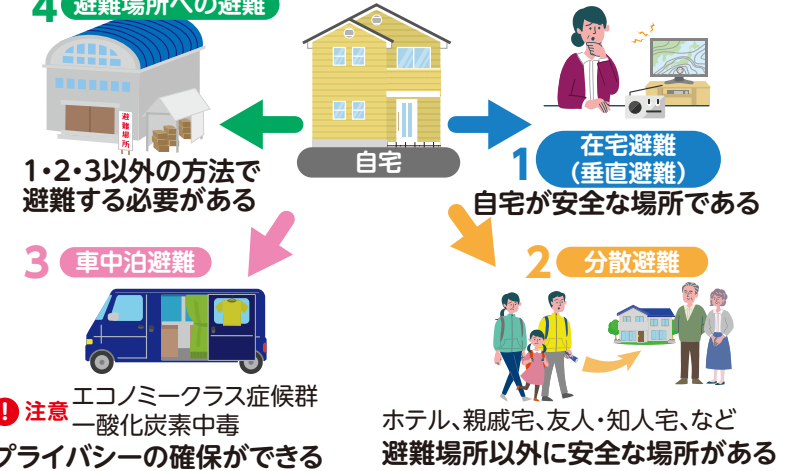 4 避難場所への避難
避難場所
1・2・3以外の方法で
避難する必要がある
自宅
1 在宅避難
(垂直避難)
自宅が安全な場所である
3 車中泊避難
! 注意 エコノミークラス症候群
一酸化炭素中毒
プライバシーの確保ができる
2 分散避難
ホテル、親戚宅、友人・知人宅、など
避難場所以外に安全な場所がある